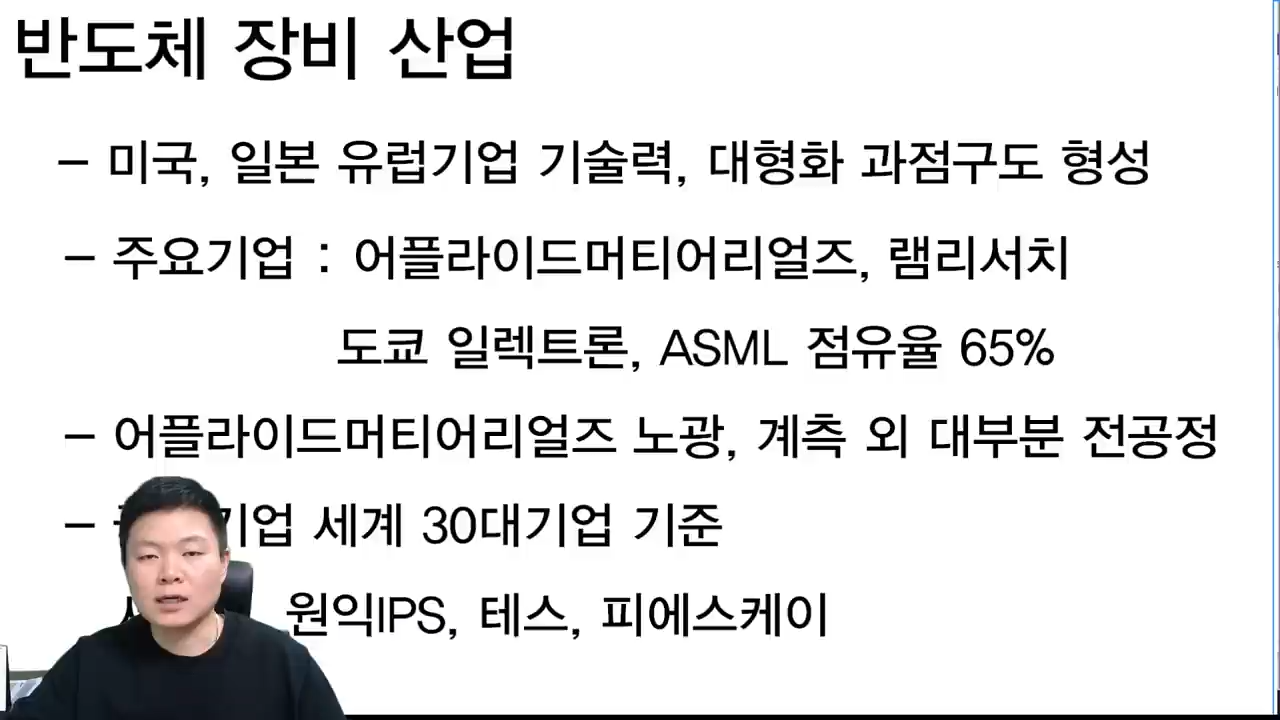 반도체 장비 산업
– 미국, 일본 유럽기업 기술력, 대형화 과점구도 형성
– 주요기업 : 어플라이드머티어리얼즈, 램리서치
도쿄 일렉트론, ASML 점유율 65%
– 어플라이드머티어리얼즈 노광, 계측 외 대부분 전공정
– 기업 세계 30대기업 기준
원익IPS, 테스, 피에스케이